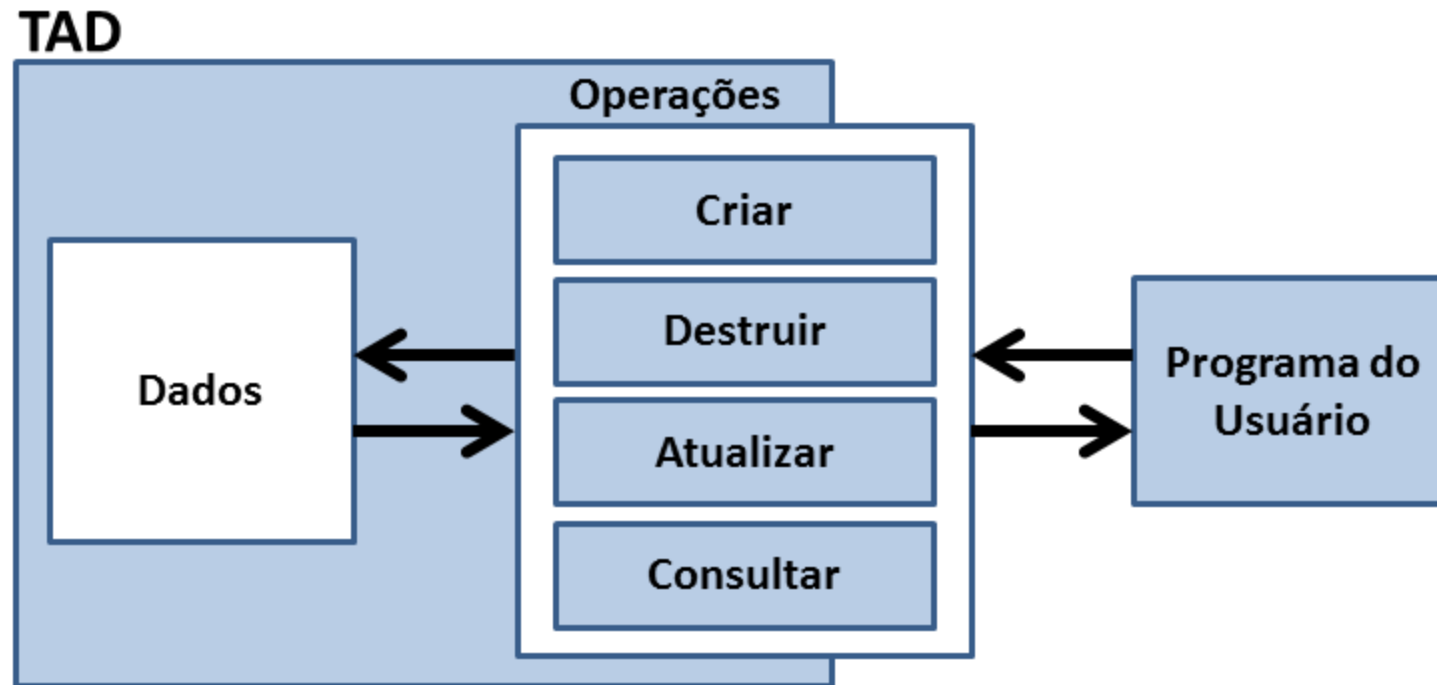 TAD
Operações
Criar
Destruir
Atualizar
Consultar
Dados
Programa do
Usuário